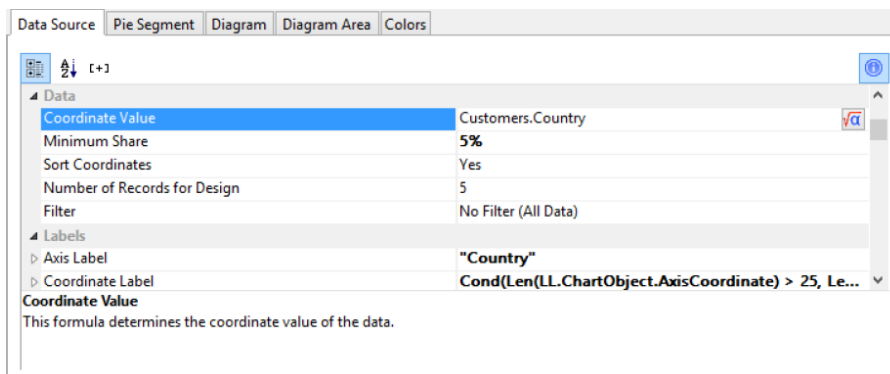 Data Source Pie Segment Diagram Diagram Area Colors
A Z [+]
Data
Coordinate Value Customers.Country √α
Minimum Share 5%
Sort Coordinates Yes
Number of Records for Design 5
Filter No Filter (All Data)
Labels
Axis Label "Country"
Coordinate Label Cond(Len(LL.ChartObject.AxisCoordinate) > 25, Le...
Coordinate Value
This formula determines the coordinate value of the data.